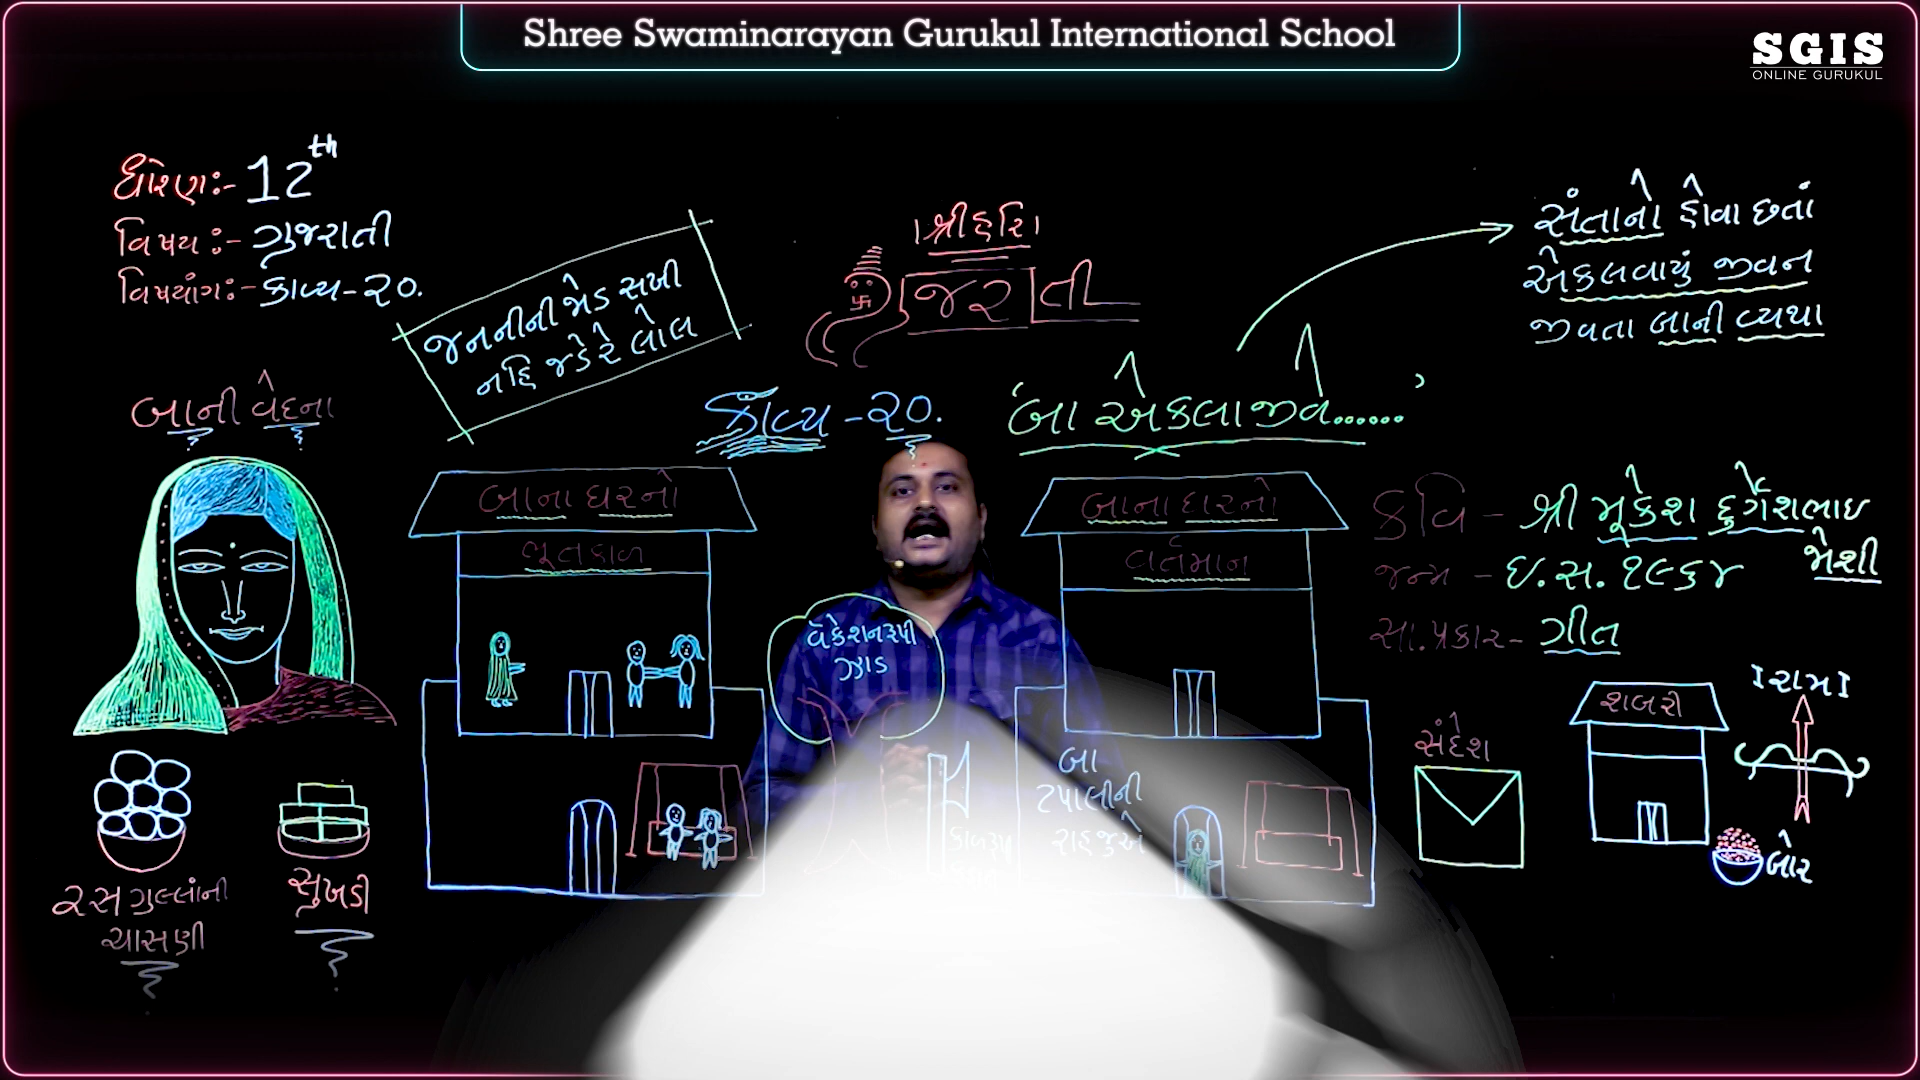 Shree Swaminarayan Gurukul International School
SGIS
ONLINE GURUKUL
ધોરણ:- 12th
વિષય :- ગુજરાતી
વિષયાંગ:- કાવ્ય-૨૦.
જનનીની જોડ સખી
નહિ જડે રે લોલ
।શ્રીહરિ।
જરાતી
કાવ્ય -૨૦.
‘બા એકલા જીવે......’
સંતાનો હોવા છતાં
એકલવાયું જીવન
જીવતા બાની વ્યથા
બાની વેદના
બાના ઘરનો
ભૂતકાળ
વૅકેશનરૂપી
ઝાડ
બાના ઘરનો
વર્તમાન
કવિ - શ્રી મૂકેશ દુર્ગેશભાઇ
જોશી
જન્મ - ઇ.સ. ૧૯૬૪
સા.પ્રકાર- ગીત
બા
ટપાલીની
રાહ જુએ
સંદેશ
શબરી
।રામ।
બોર
રસગુલ્લાંની
ચાસણી
સુખડી